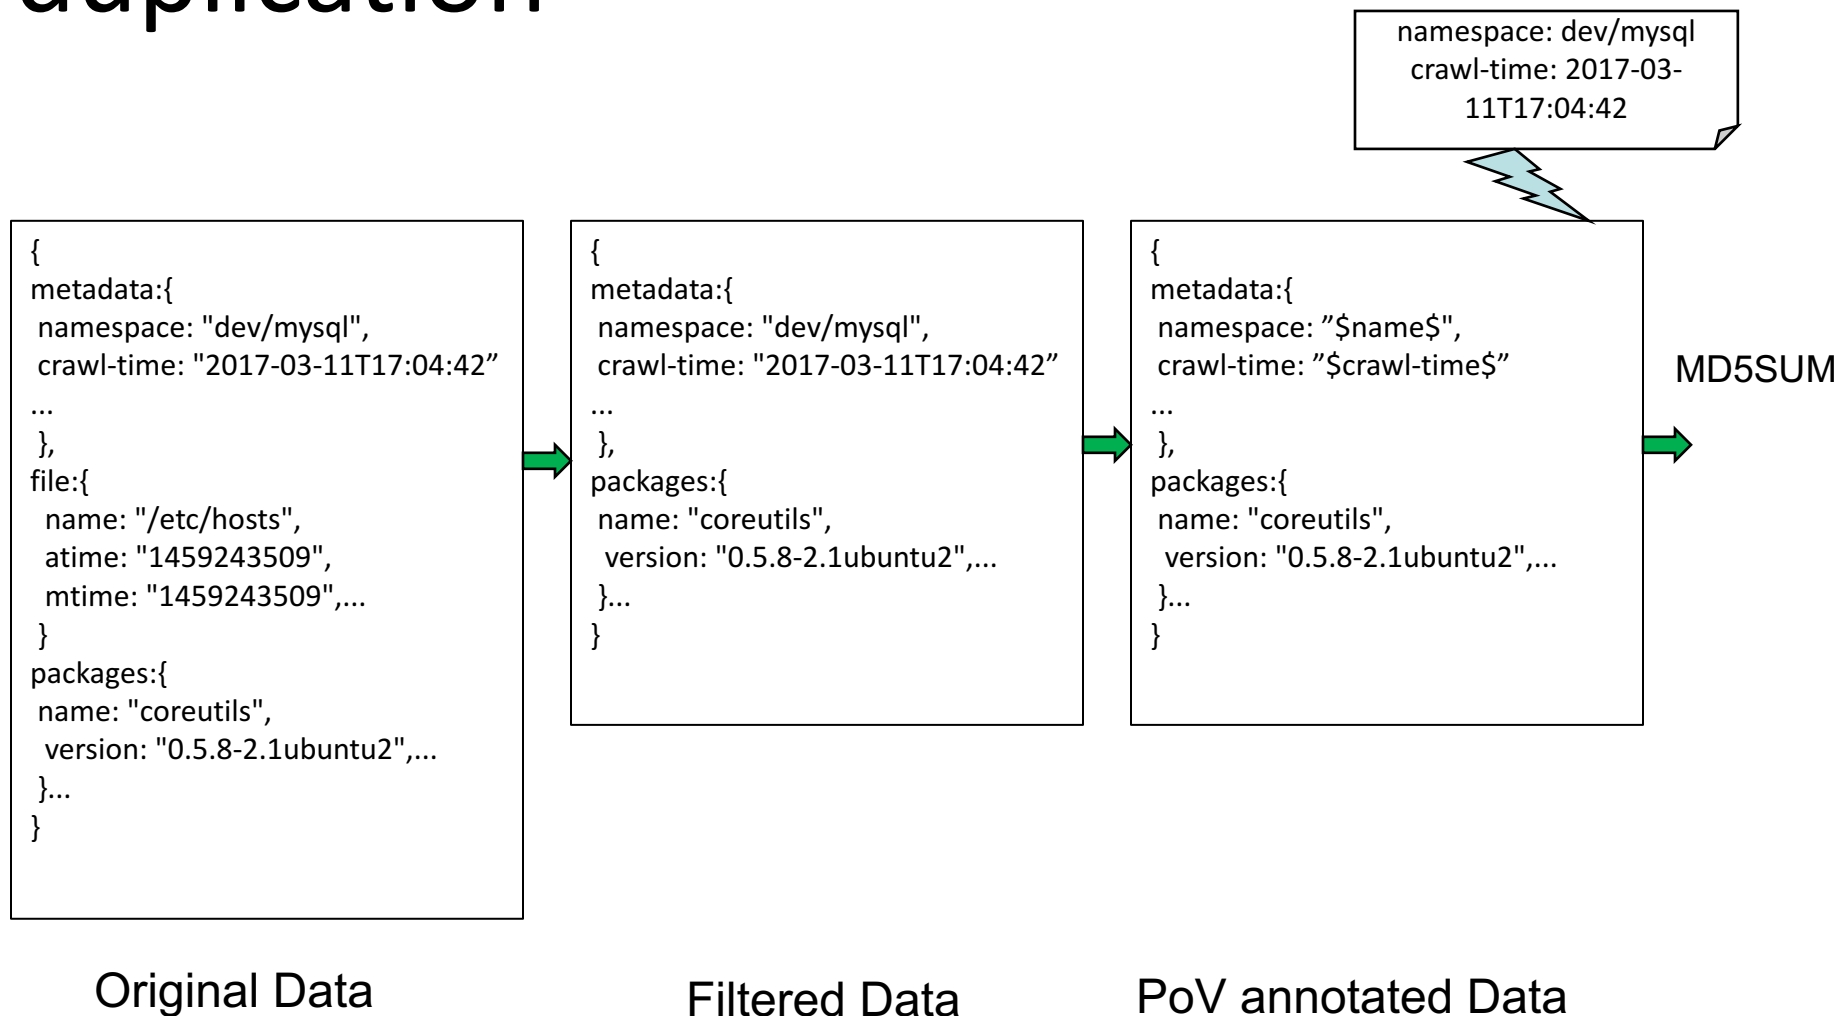 duplication
namespace: dev/mysql
crawl-time: 2017-03-
11T17:04:42
{
metadata:{
namespace: "dev/mysql",
crawl-time: "2017-03-11T17:04:42”
...
},
file:{
name: "/etc/hosts",
atime: "1459243509",
mtime: "1459243509",...
}
packages:{
name: "coreutils",
version: "0.5.8-2.1ubuntu2",...
}...
}
{
metadata:{
namespace: "dev/mysql",
crawl-time: "2017-03-11T17:04:42”
...
},
packages:{
name: "coreutils",
version: "0.5.8-2.1ubuntu2",...
}...
}
{
metadata:{
namespace: ”$name$",
crawl-time: ”$crawl-time$”
...
},
packages:{
name: "coreutils",
version: "0.5.8-2.1ubuntu2",...
}...
}
MD5SUM
Original Data
Filtered Data
PoV annotated Data